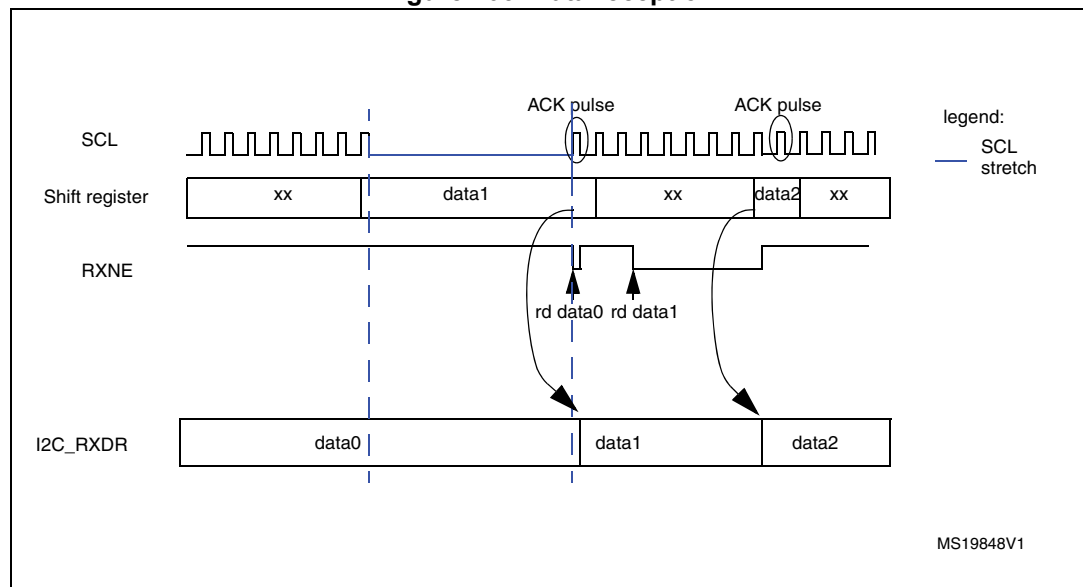 ACK pulse
ACK pulse
legend:
SCL
SCL
stretch
Shift register
xx
data1
xx
data2
xx
RXNE
rd data0
rd data1
I2C_RXDR
data0
data1
data2
MS19848V1